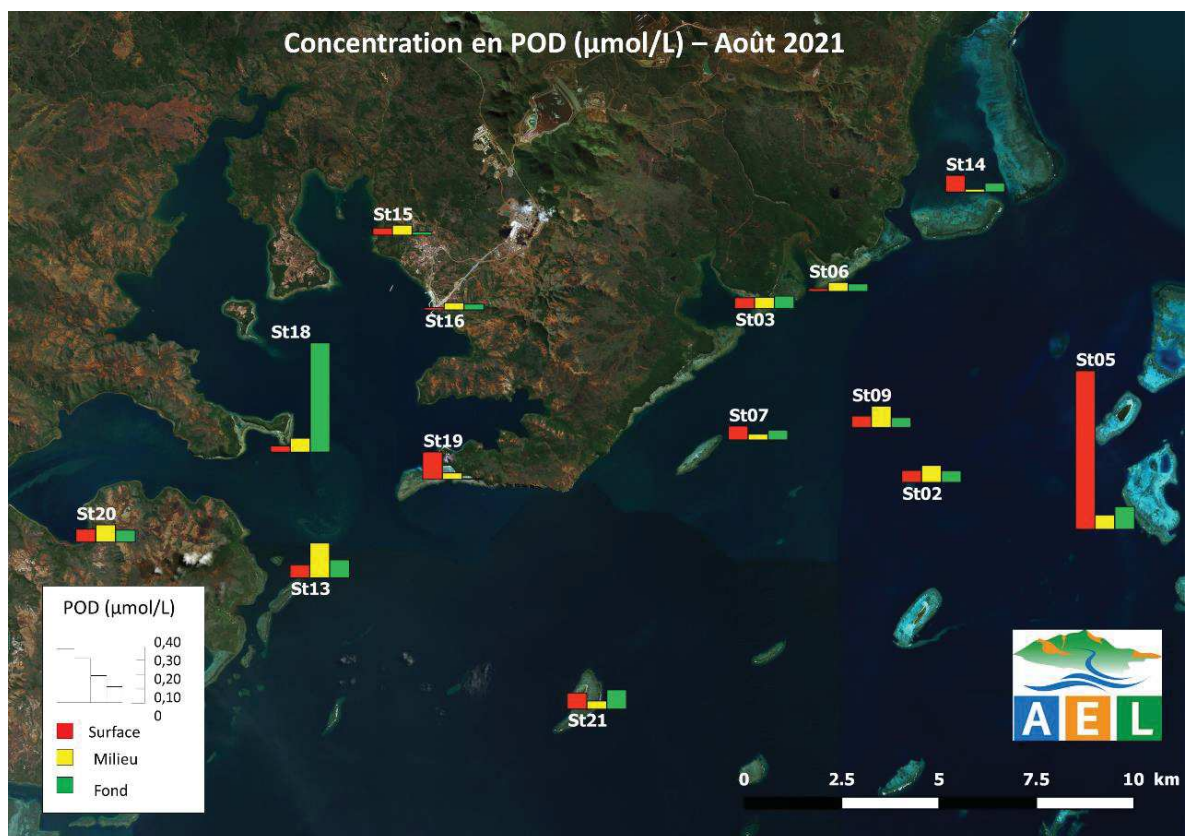 Concentration en POD (µmol/L) – Août 2021
St14
St15
St06
St16
St03
St18
St05
St09
St07
St19
St02
St20
St13
St21
POD (µmol/L)
0,40
0,30
0,20
0,10
0
Surface
Milieu
Fond
A E L
0 2.5 5 7.5 10 km